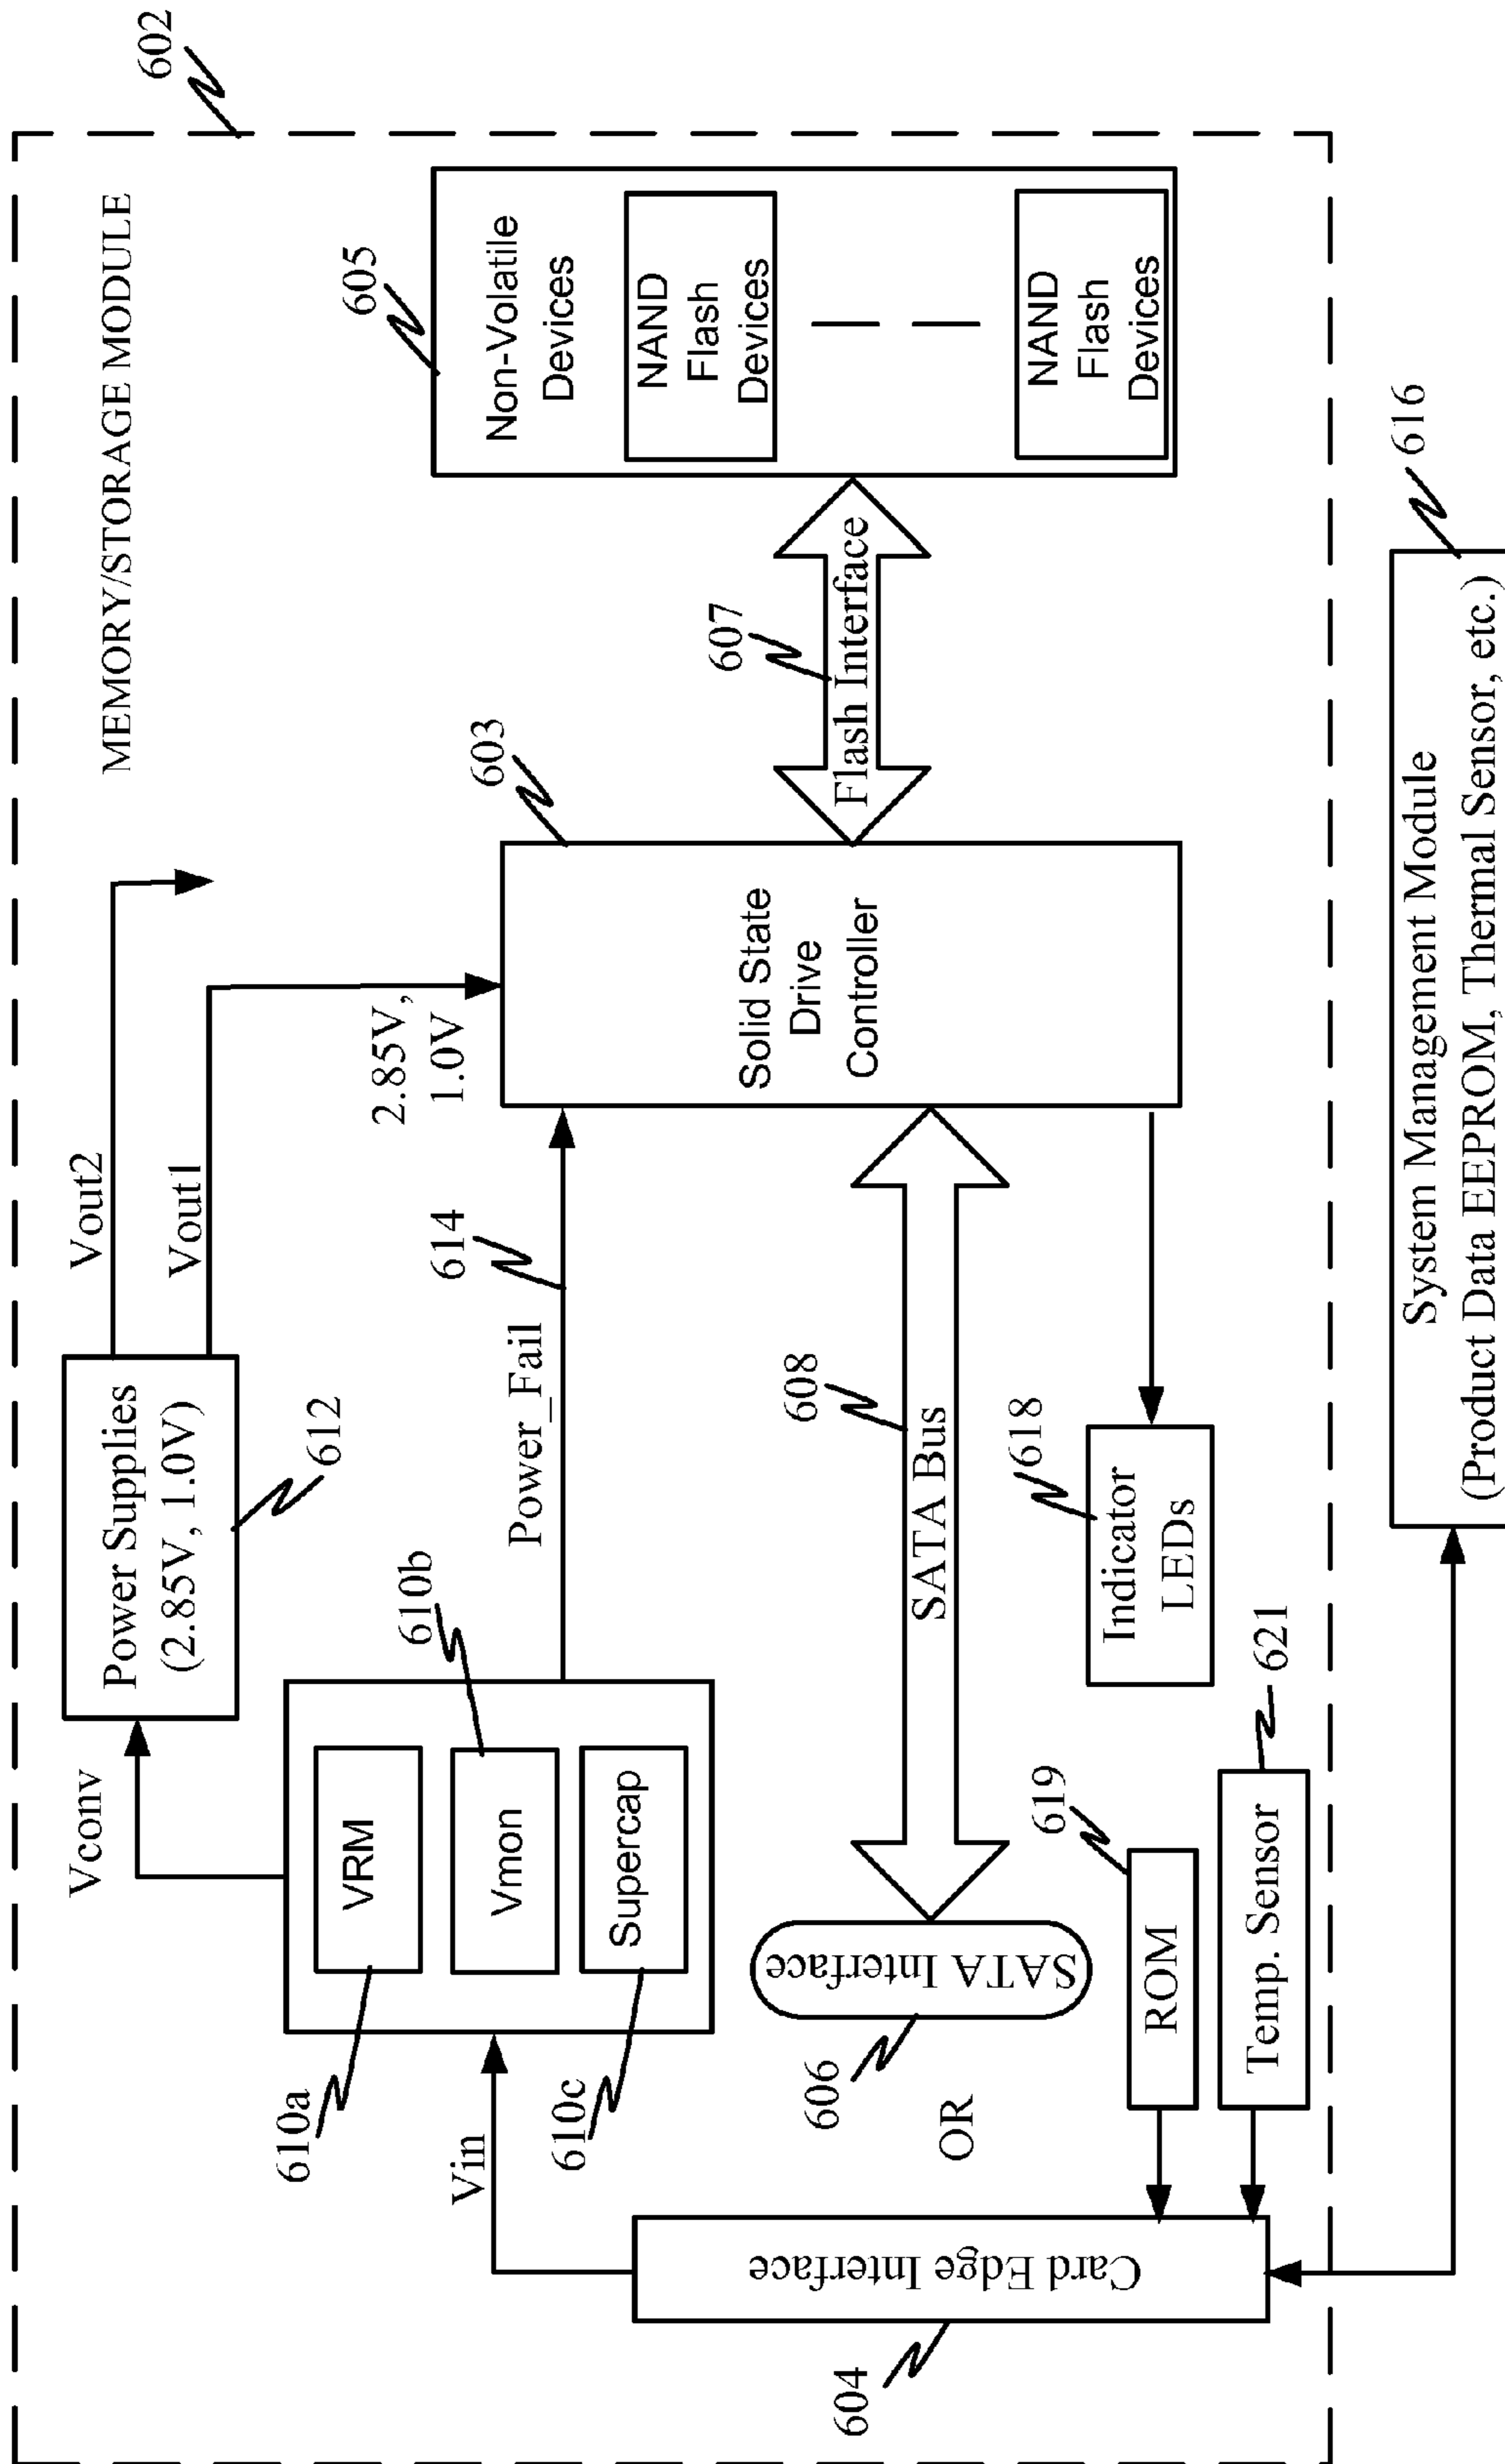 602
MEMORY/STORAGE MODULE
Vout2
Vout1
Power Supplies
(2.85V, 1.0V)
612
Vconv
VRM
Vmon
Supercap
610a
610b
610c
Vin
Power_Fail
614
2.85V,
1.0V
603
Solid State
Drive
Controller
607
Flash Interface
605
Non-Volatile
Devices
NAND
Flash
Devices
NAND
Flash
Devices
608
SATA Bus
SATA Interface
606
OR
Card Edge Interface
604
619
ROM
Temp. Sensor
621
618
Indicator
LEDs
616
System Management Module
(Product Data EEPROM, Thermal Sensor, etc.)